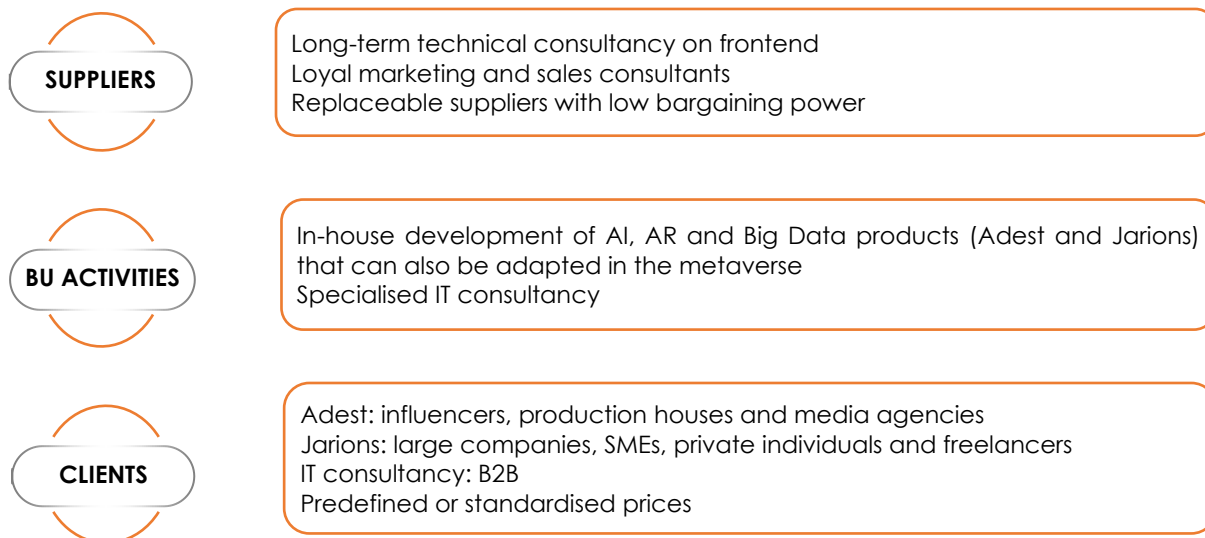 SUPPLIERS
Long-term technical consultancy on frontend
Loyal marketing and sales consultants
Replaceable suppliers with low bargaining power
BU ACTIVITIES
In-house development of AI, AR and Big Data products (Adest and Jarions)
that can also be adapted in the metaverse
Specialised IT consultancy
CLIENTS
Adest: influencers, production houses and media agencies
Jarions: large companies, SMEs, private individuals and freelancers
IT consultancy: B2B
Predefined or standardised prices